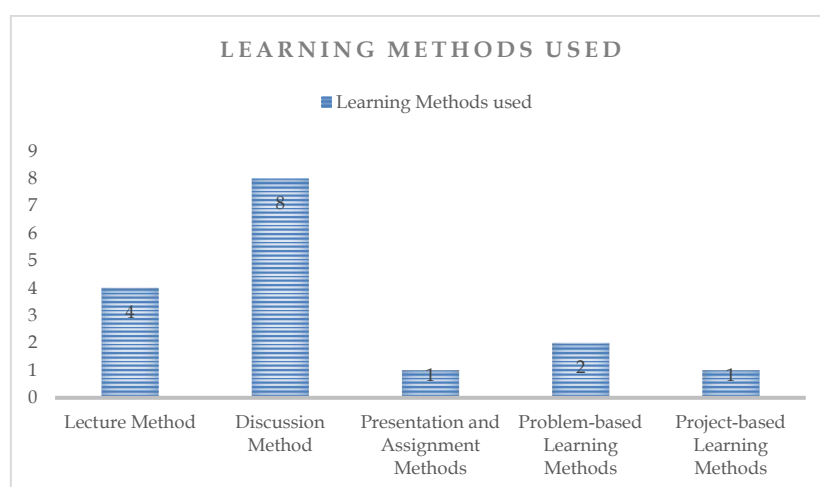 LEARNING METHODS USED
Learning Methods used
9
8
7
6
5
4
3
2
1
0
4
8
1
2
1
Lecture Method
Discussion
Method
Presentation and
Assignment
Methods
Problem-based
Learning
Methods
Project-based
Learning
Methods